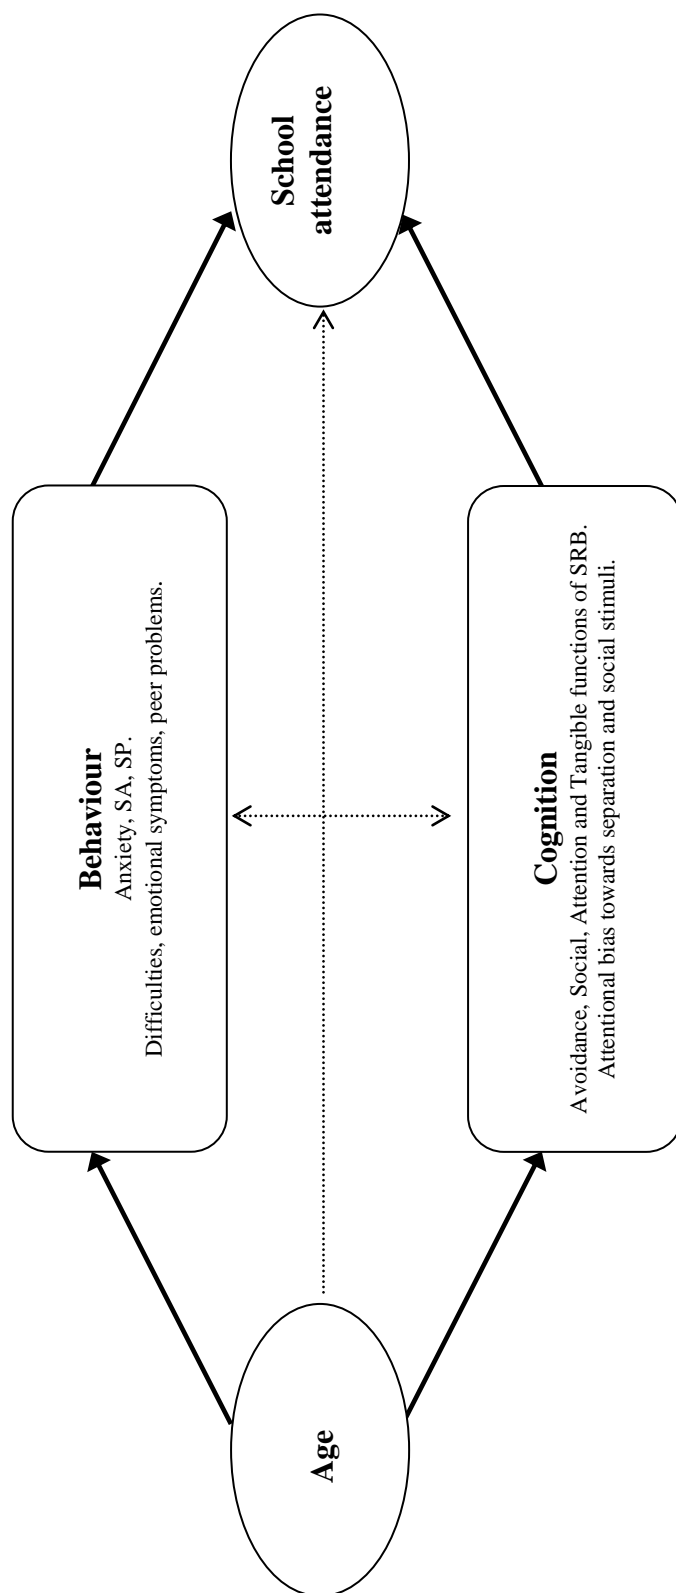 Age
Behaviour
Anxiety, SA, SP.
Difficulties, emotional symptoms, peer problems.
Cognition
Avoidance, Social, Attention and Tangible functions of SRB.
Attentional bias towards separation and social stimuli.
School
attendance